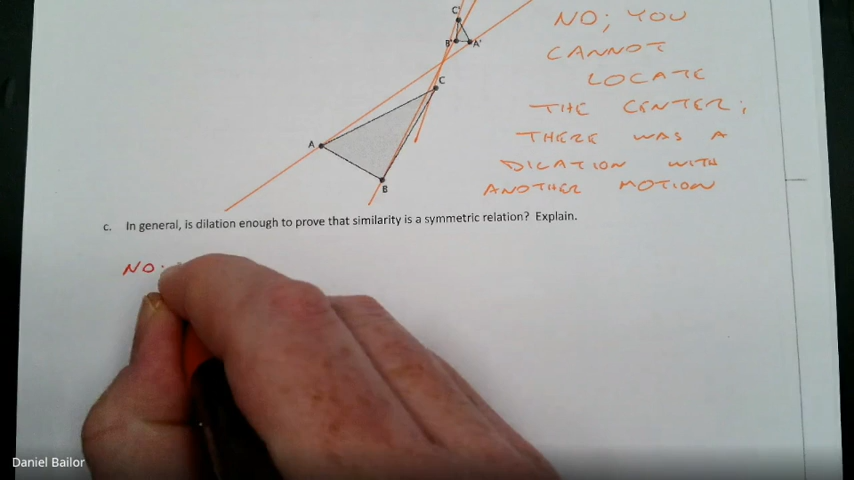 C'
B'
A'
C
A
B
NO; YOU
CANNOT
LOCATE
THE CENTER;
THERE WAS A
DILATION WITH
ANOTHER MOTION
c. In general, is dilation enough to prove that similarity is a symmetric relation? Explain.
NO;
Daniel Bailor